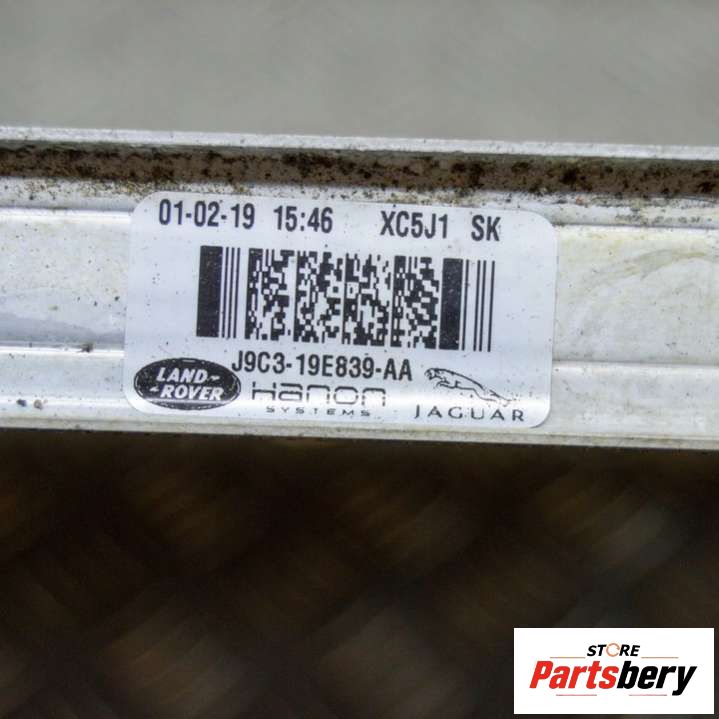 01-02-19 15:46 XC5J1 SK
J9C3-19E839-AA
LAND-
-ROVER
Hanon
SYSTEMS
JAGUAR
STORE
Partsbery